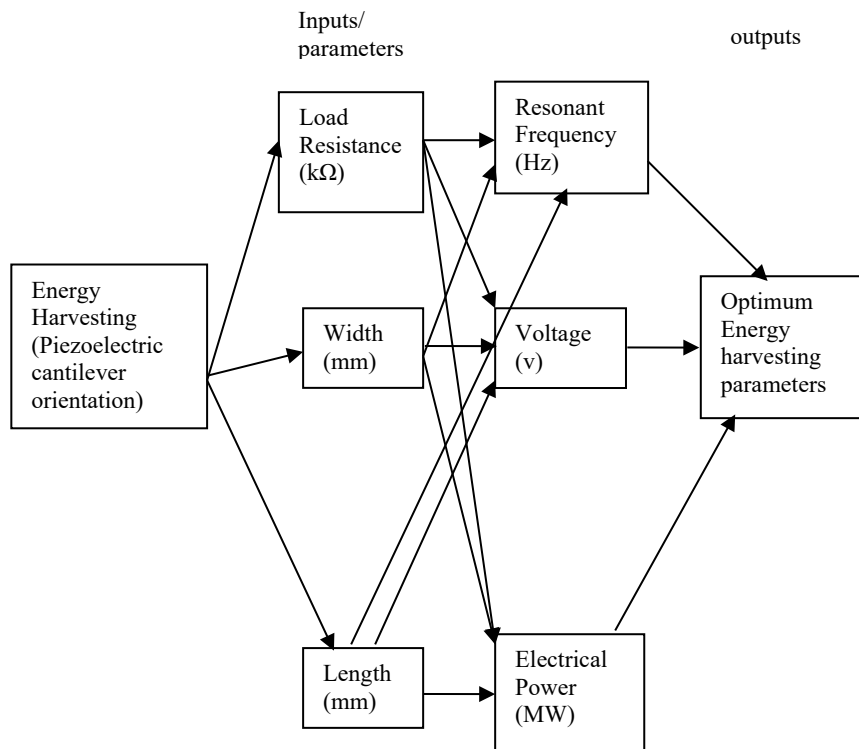 Inputs/
parameters
outputs
Load
Resistance
(kΩ)
Resonant
Frequency
(Hz)
Energy
Harvesting
(Piezoelectric
cantilever
orientation)
Width
(mm)
Voltage
(v)
Optimum
Energy
harvesting
parameters
Length
(mm)
Electrical
Power
(MW)